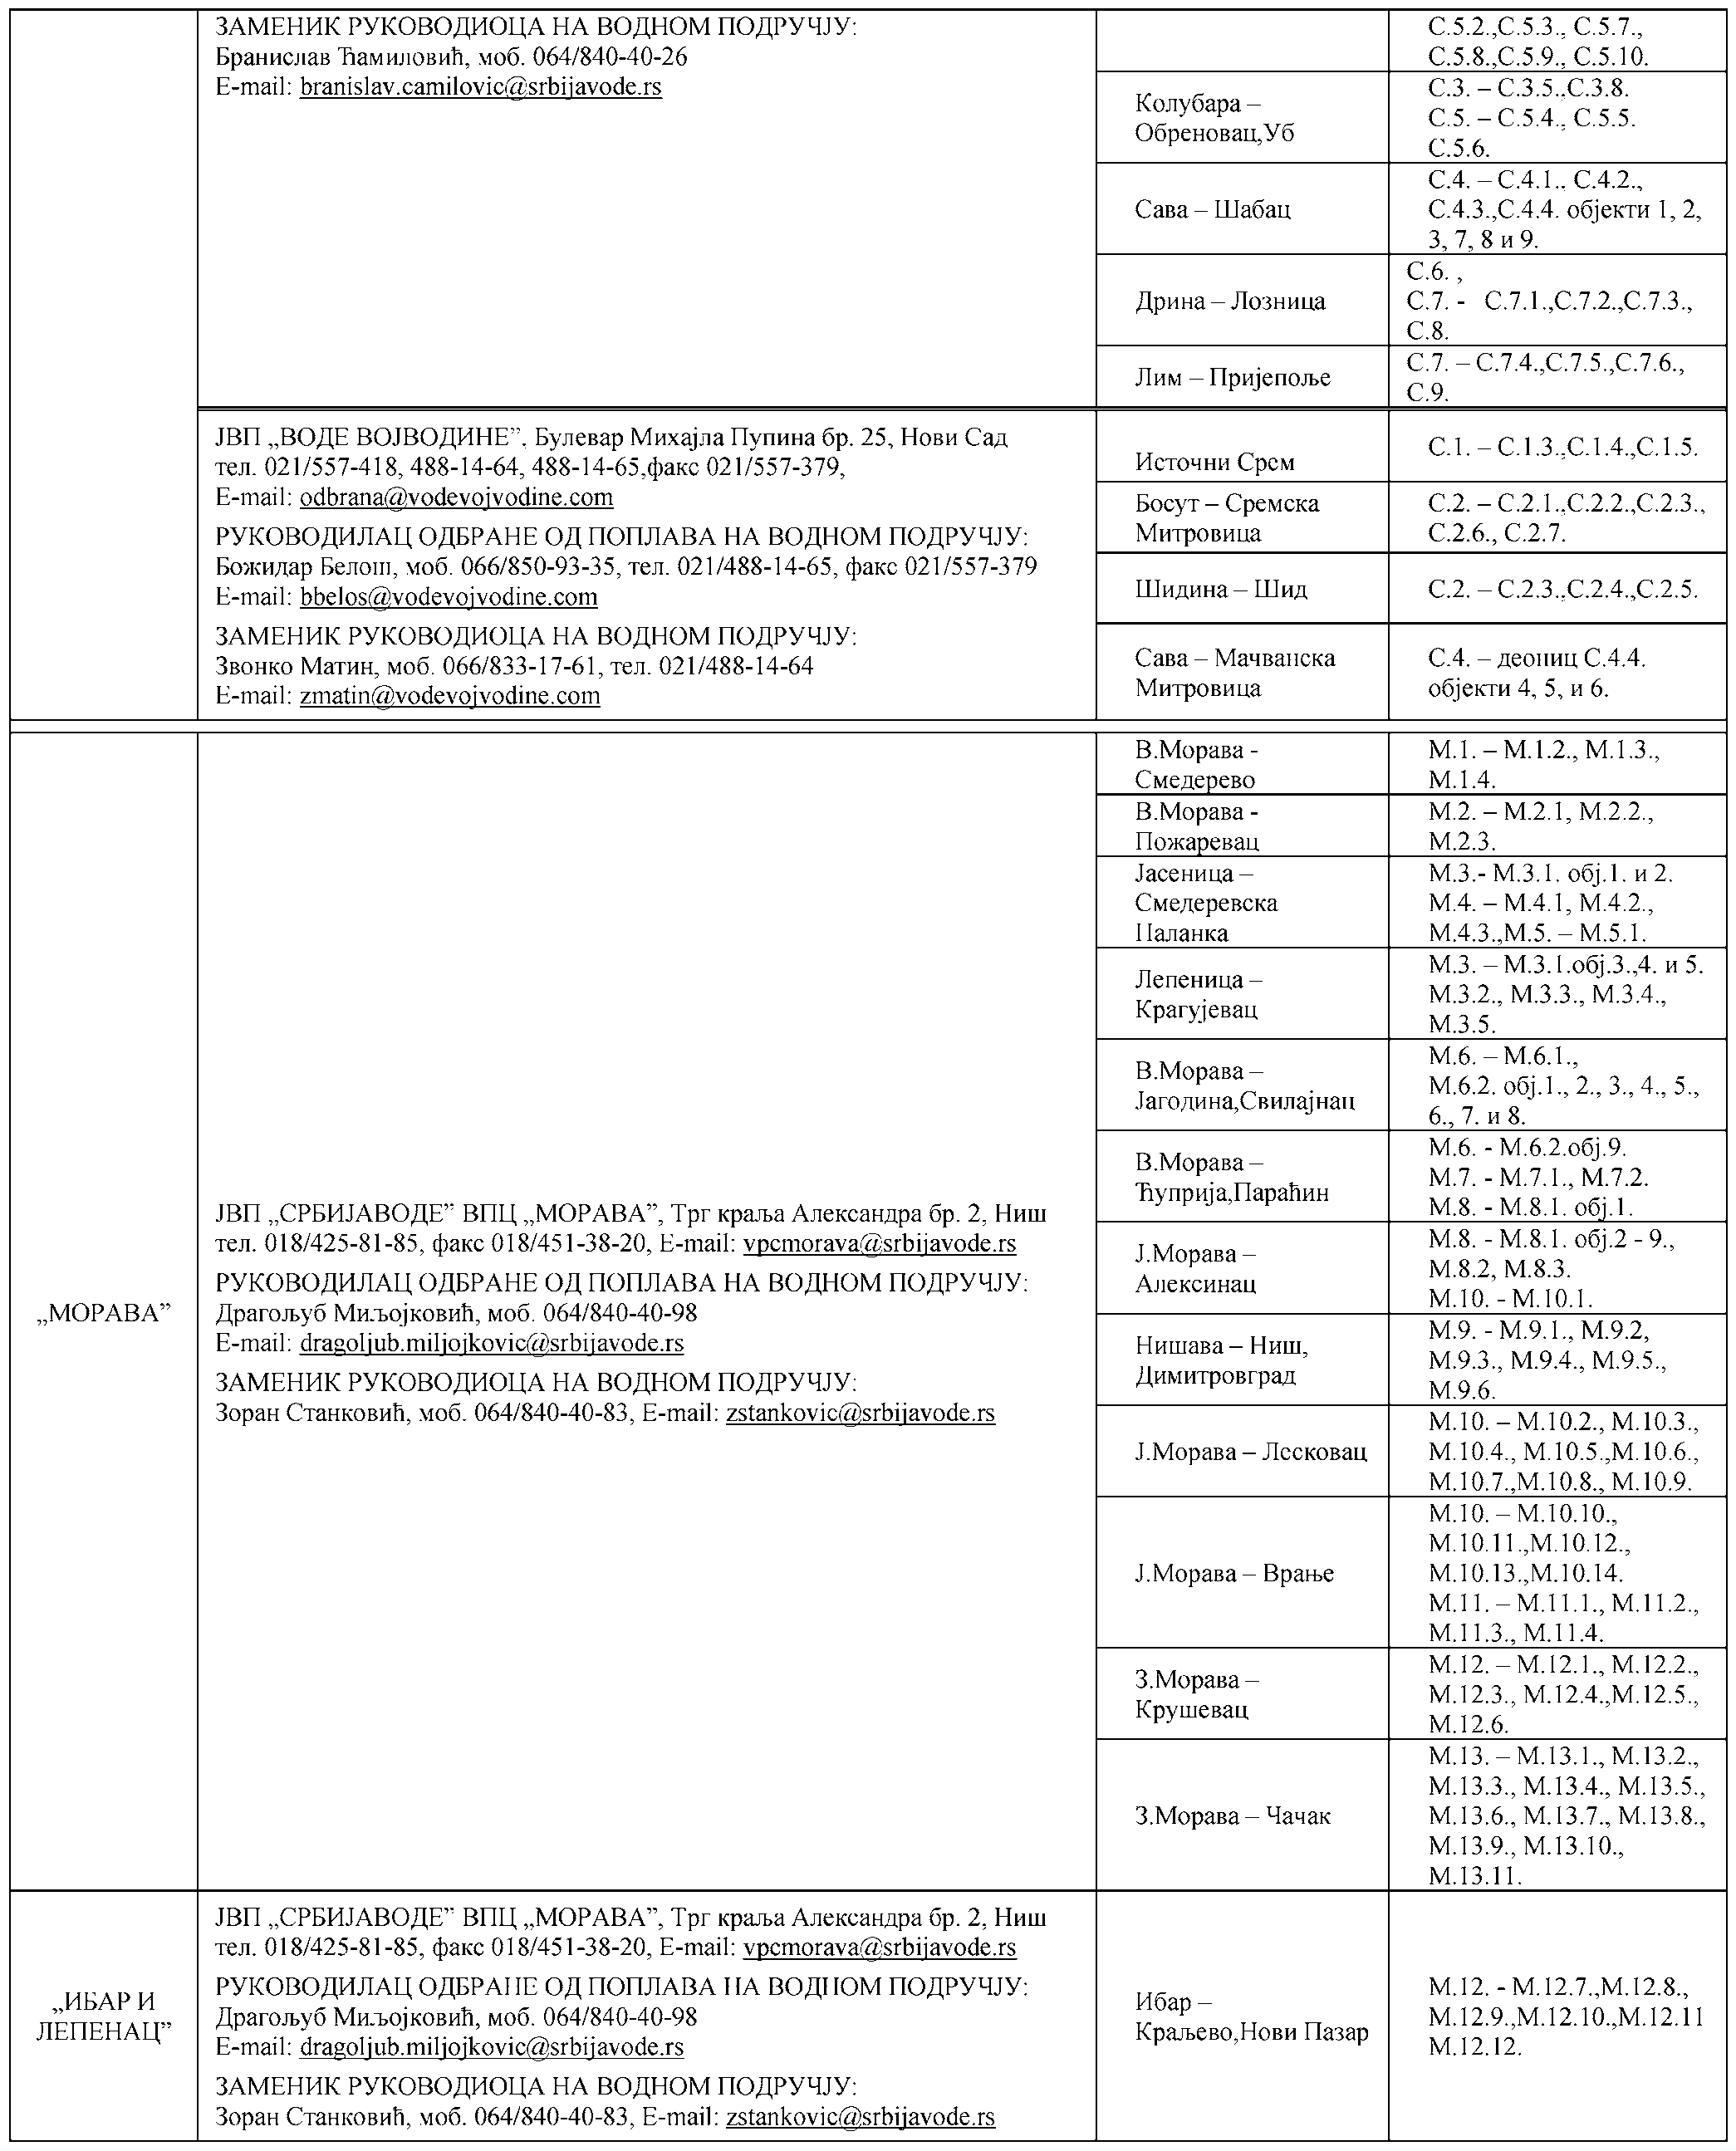 ЗАМЕНИК РУКОВОДИОЦА НА ВОДНОМ ПОДРУЧЈУ:
Бранислав Ћамиловић, моб. 064/840-40-26
E-mail: branislav.camilovic@srbijavode.rs
С.5.2.,С.5.3., С.5.7.,
С.5.8.,С.5.9., С.5.10.
Колубара –
Обреновац,Уб
С.3. – С.3.5.,С.3.8.
С.5. – С.5.4., С.5.5.
С.5.6.
Сава – Шабац
С.4. – С.4.1., С.4.2.,
С.4.3.,С.4.4. објекти 1, 2,
3, 7, 8 и 9.
Дрина – Лозница
С.6. ,
С.7. - С.7.1.,С.7.2.,С.7.3.,
С.8.
Лим – Пријепоље
С.7. – С.7.4.,С.7.5.,С.7.6.,
С.9.
ЈВП „ВОДЕ ВОЈВОДИНЕ”, Булевар Михајла Пупина бр. 25, Нови Сад
тел. 021/557-418, 488-14-64, 488-14-65,факс 021/557-379,
E-mail: odbrana@vodevojvodine.com
РУКОВОДИЛАЦ ОДБРАНЕ ОД ПОПЛАВА НА ВОДНОМ ПОДРУЧЈУ:
Божидар Белош, моб. 066/850-93-35, тел. 021/488-14-65, факс 021/557-379
E-mail: bbelos@vodevojvodine.com
ЗАМЕНИК РУКОВОДИОЦА НА ВОДНОМ ПОДРУЧЈУ:
Звонко Матин, моб. 066/833-17-61, тел. 021/488-14-64
E-mail: zmatin@vodevojvodine.com
Источни Срем
С.1. – С.1.3.,С.1.4.,С.1.5.
Босут – Сремска
Митровица
С.2. – С.2.1.,С.2.2.,С.2.3.,
С.2.6., С.2.7.
Шидина – Шид
С.2. – С.2.3.,С.2.4.,С.2.5.
Сава – Мачванска
Митровица
С.4. – деониц С.4.4.
објекти 4, 5, и 6.
„МОРАВА”
ЈВП „СРБИЈАВОДЕ” ВПЦ „МОРАВА”, Трг краља Александра бр. 2, Ниш
тел. 018/425-81-85, факс 018/451-38-20, E-mail: vpcmorava@srbijavode.rs
РУКОВОДИЛАЦ ОДБРАНЕ ОД ПОПЛАВА НА ВОДНОМ ПОДРУЧЈУ:
Драгољуб Миљојковић, моб. 064/840-40-98
E-mail: dragoljub.miljojkovic@srbijavode.rs
ЗАМЕНИК РУКОВОДИОЦА НА ВОДНОМ ПОДРУЧЈУ:
Зоран Станковић, моб. 064/840-40-83, E-mail: zstankovic@srbijavode.rs
В.Морава -
Смедерево
М.1. – М.1.2., М.1.3.,
М.1.4.
В.Морава -
Пожаревац
М.2. – М.2.1, М.2.2.,
М.2.3.
Јасеница –
Смедеревска
Паланка
М.3.- М.3.1. обј.1. и 2.
М.4. – М.4.1, М.4.2.,
М.4.3.,М.5. – М.5.1.
Лепеница –
Крагујевац
М.3. – М.3.1.обј.3.,4. и 5.
М.3.2., М.3.3., М.3.4.,
М.3.5.
В.Морава –
Јагодина,Свилајнац
М.6. – М.6.1.,
М.6.2. обј.1., 2., 3., 4., 5.,
6., 7. и 8.
В.Морава –
Ћуприја,Параћин
М.6. - М.6.2.обј.9.
М.7. - М.7.1., М.7.2.
М.8. - М.8.1. обј.1.
Ј.Морава –
Алексинац
М.8. - М.8.1. обј.2 - 9.,
М.8.2, М.8.3.
М.10. - М.10.1.
Нишава – Ниш,
Димитровград
М.9. - М.9.1., М.9.2,
М.9.3., М.9.4., М.9.5.,
М.9.6.
Ј.Морава – Лесковац
М.10. – М.10.2., М.10.3.,
М.10.4., М.10.5.,М.10.6.,
М.10.7.,М.10.8., М.10.9.
Ј.Морава – Врање
М.10. – М.10.10.,
М.10.11.,М.10.12.,
М.10.13.,М.10.14.
М.11. – М.11.1., М.11.2.,
М.11.3., М.11.4.
З.Морава –
Крушевац
М.12. – М.12.1., М.12.2.,
М.12.3., М.12.4.,М.12.5.,
М.12.6.
З.Морава – Чачак
М.13. – М.13.1., М.13.2.,
М.13.3., М.13.4., М.13.5.,
М.13.6., М.13.7., М.13.8.,
М.13.9., М.13.10.,
М.13.11.
„ИБАР И
ЛЕПЕНАЦ”
ЈВП „СРБИЈАВОДЕ” ВПЦ „МОРАВА”, Трг краља Александра бр. 2, Ниш
тел. 018/425-81-85, факс 018/451-38-20, E-mail: vpcmorava@srbijavode.rs
РУКОВОДИЛАЦ ОДБРАНЕ ОД ПОПЛАВА НА ВОДНОМ ПОДРУЧЈУ:
Драгољуб Миљојковић, моб. 064/840-40-98
E-mail: dragoljub.miljojkovic@srbijavode.rs
ЗАМЕНИК РУКОВОДИОЦА НА ВОДНОМ ПОДРУЧЈУ:
Зоран Станковић, моб. 064/840-40-83, E-mail: zstankovic@srbijavode.rs
Ибар –
Краљево,Нови Пазар
М.12. - М.12.7.,М.12.8.,
М.12.9.,М.12.10.,М.12.11
М.12.12.